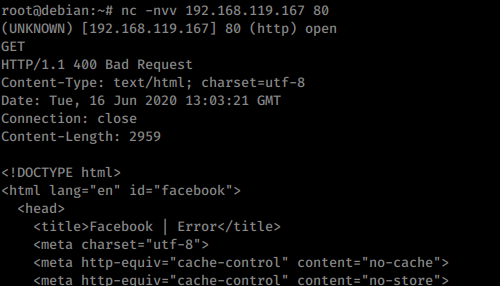 root@debian:~# nc -nvv 192.168.119.167 80
(UNKNOWN) [192.168.119.167] 80 (http) open
GET
HTTP/1.1 400 Bad Request
Content-Type: text/html; charset=utf-8
Date: Tue, 16 Jun 2020 13:03:21 GMT
Connection: close
Content-Length: 2959

<!DOCTYPE html>
<html lang="en" id="facebook">
  <head>
    <title>Facebook | Error</title>
    <meta charset="utf-8">
    <meta http-equiv="cache-control" content="no-cache">
    <meta http-equiv="cache-control" content="no-store">